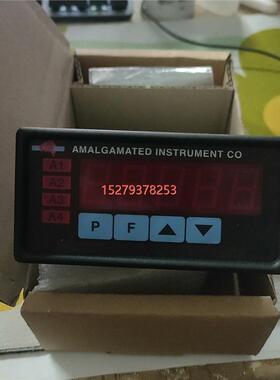 AMALGAMATED INSTRUMENT CO
A1
A2
15279378253
A3
A4
P F